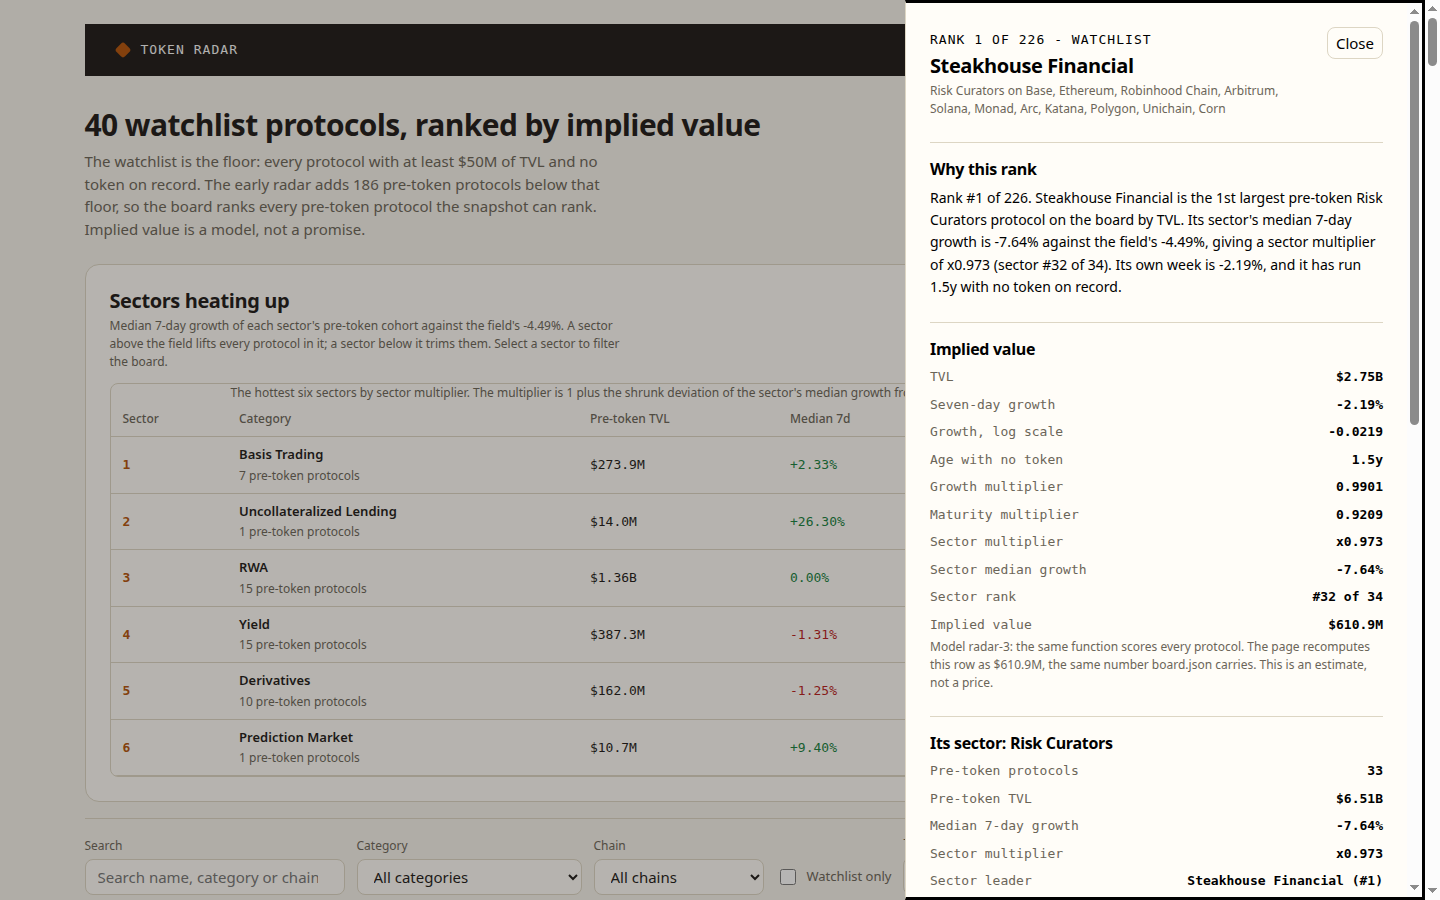 TOKEN RADAR
40 watchlist protocols, ranked by implied value
The watchlist is the floor: every protocol with at least $50M of TVL and no
token on record. The early radar adds 186 pre-token protocols below that
floor, so the board ranks every pre-token protocol the snapshot can rank.
Implied value is a model, not a promise.
Sectors heating up
Median 7-day growth of each sector's pre-token cohort against the field's -4.49%. A sector
above the field lifts every protocol in it; a sector below it trims them. Select a sector to filter
the board.
The hottest six sectors by sector multiplier. The multiplier is 1 plus the shrunk deviation of the sector's median growth
Sector Category Pre-token TVL Median 7d
1 Basis Trading $273.9M +2.33%
7 pre-token protocols
2 Uncollateralized Lending $14.0M +26.30%
1 pre-token protocols
3 RWA $1.36B 0.00%
15 pre-token protocols
4 Yield $387.3M -1.31%
15 pre-token protocols
5 Derivatives $162.0M -1.25%
10 pre-token protocols
6 Prediction Market $10.7M +9.40%
1 pre-token protocols
Search Category Chain
Search name, category or chain All categories All chains Watchlist only
RANK 1 OF 226 - WATCHLIST
Close
Steakhouse Financial
Risk Curators on Base, Ethereum, Robinhood Chain, Arbitrum,
Solana, Monad, Arc, Katana, Polygon, Unichain, Corn
Why this rank
Rank #1 of 226. Steakhouse Financial is the 1st largest pre-token Risk
Curators protocol on the board by TVL. Its sector's median 7-day
growth is -7.64% against the field's -4.49%, giving a sector multiplier
of x0.973 (sector #32 of 34). Its own week is -2.19%, and it has run
1.5y with no token on record.
Implied value
TVL $2.75B
Seven-day growth -2.19%
Growth, log scale -0.0219
Age with no token 1.5y
Growth multiplier 0.9901
Maturity multiplier 0.9209
Sector multiplier x0.973
Sector median growth -7.64%
Sector rank #32 of 34
Implied value $610.9M
Model radar-3: the same function scores every protocol. The page recomputes
this row as $610.9M, the same number board.json carries. This is an estimate,
not a price.
Its sector: Risk Curators
Pre-token protocols 33
Pre-token TVL $6.51B
Median 7-day growth -7.64%
Sector multiplier x0.973
Sector leader Steakhouse Financial (#1)